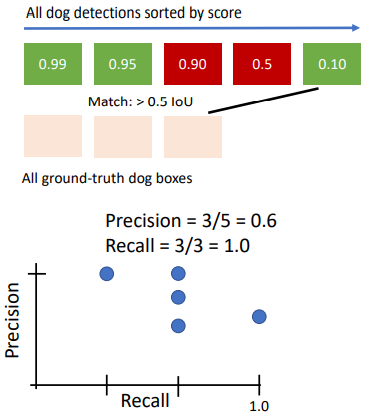 All dog detections sorted by score
0.99 0.95 0.90 0.5 0.10
Match: > 0.5 IoU
All ground-truth dog boxes
Precision = 3/5 = 0.6
Recall = 3/3 = 1.0
Precision
Recall
1.0